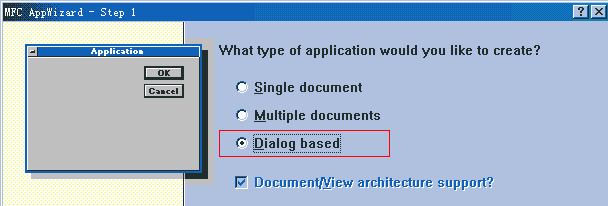 MFC AppWizard - Step 1
Application
OK
Cancel
What type of application would you like to create?
Single document
Multiple documents
Dialog based
Document/View architecture support?